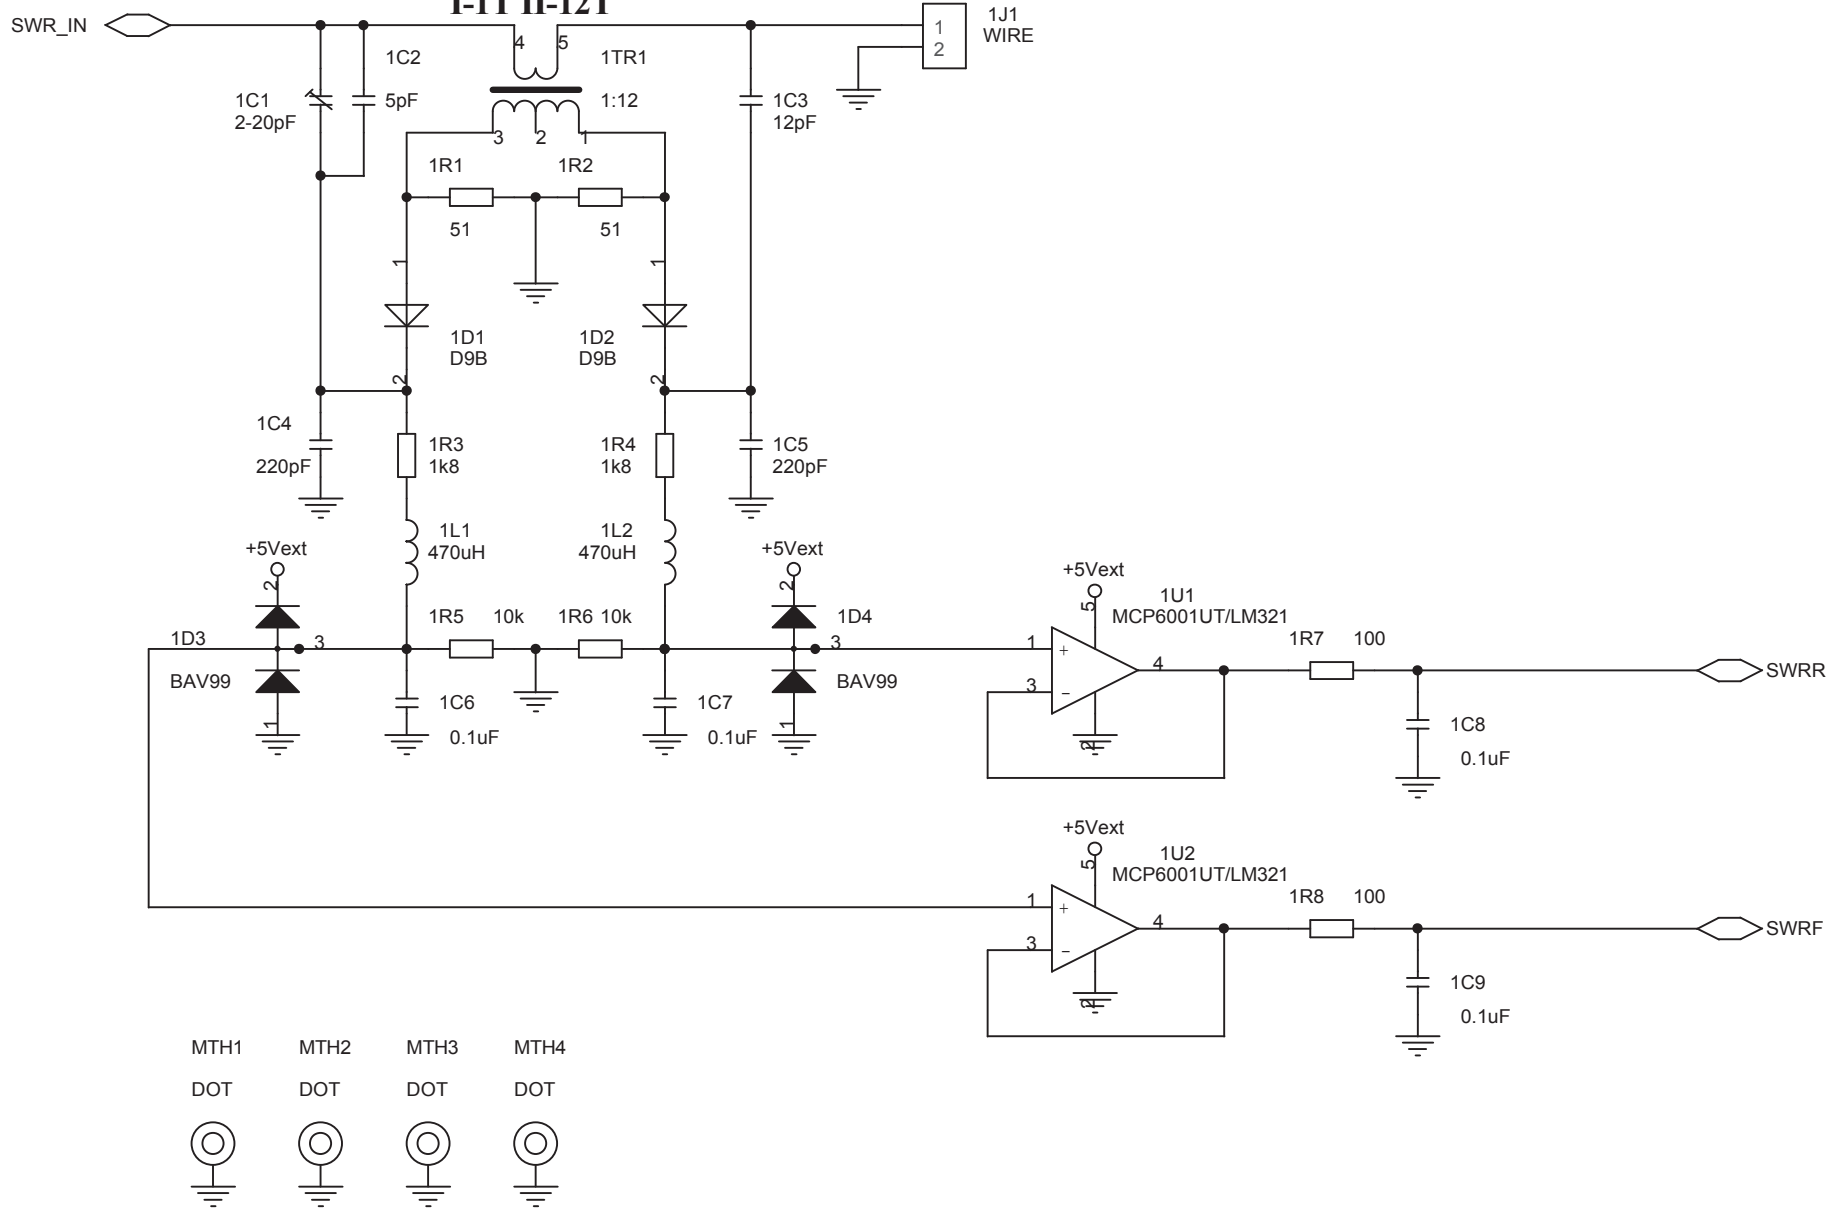 I-1T II-12T
SWR_IN
4
5
1
2
1J1
WIRE
1C2
5pF
1C1
2-20pF
1TR1
1:12
1C3
12pF
3
2
1
1R1
51
1R2
51
1
1
1D1
D9B
1D2
D9B
2
2
1C4
220pF
1R3
1k8
1R4
1k8
1C5
220pF
1L1
470uH
1L2
470uH
+5Vext
2
+5Vext
2
1D3
3
BAV99
1
1R5
10k
1R6
10k
1D4
3
BAV99
1
1C6
0.1uF
1C7
0.1uF
+5Vext
5
1U1
MCP6001UT/LM321
1
+
3
−
4
2
1R7
100
SWRR
1C8
0.1uF
+5Vext
5
1U2
MCP6001UT/LM321
1
+
3
−
4
2
1R8
100
SWRF
1C9
0.1uF
MTH1
MTH2
MTH3
MTH4
DOT
DOT
DOT
DOT